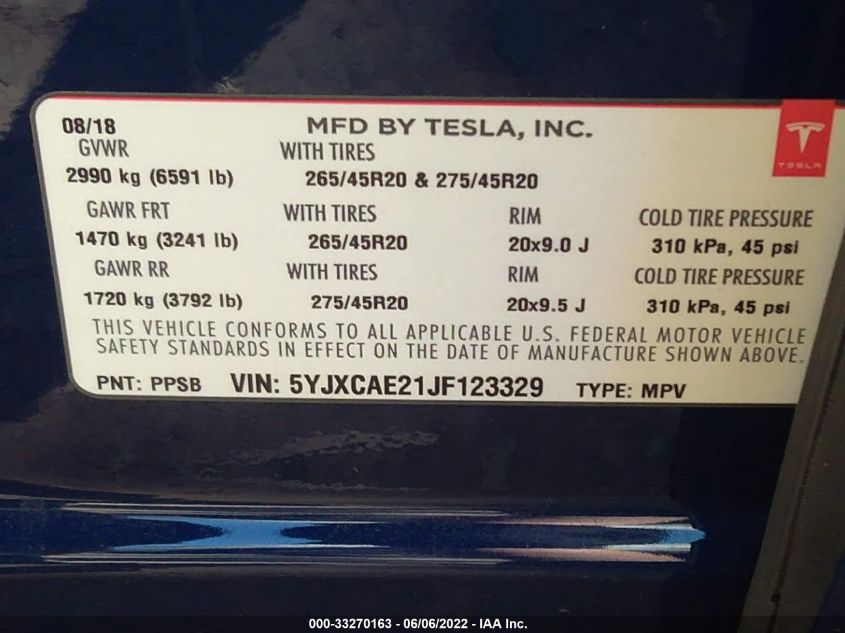 08/18 MFD BY TESLA, INC.
TESLA
GVWR WITH TIRES
2990 kg (6591 lb) 265/45R20 & 275/45R20
GAWR FRT WITH TIRES RIM COLD TIRE PRESSURE
1470 kg (3241 lb) 265/45R20 20x9.0 J 310 kPa, 45 psi
GAWR RR WITH TIRES RIM COLD TIRE PRESSURE
1720 kg (3792 lb) 275/45R20 20x9.5 J 310 kPa, 45 psi
THIS VEHICLE CONFORMS TO ALL APPLICABLE U.S. FEDERAL MOTOR VEHICLE
SAFETY STANDARDS IN EFFECT ON THE DATE OF MANUFACTURE SHOWN ABOVE.
PNT: PPSB VIN: 5YJXCAE21JF123329 TYPE: MPV
000-33270163 - 06/06/2022 - IAA Inc.